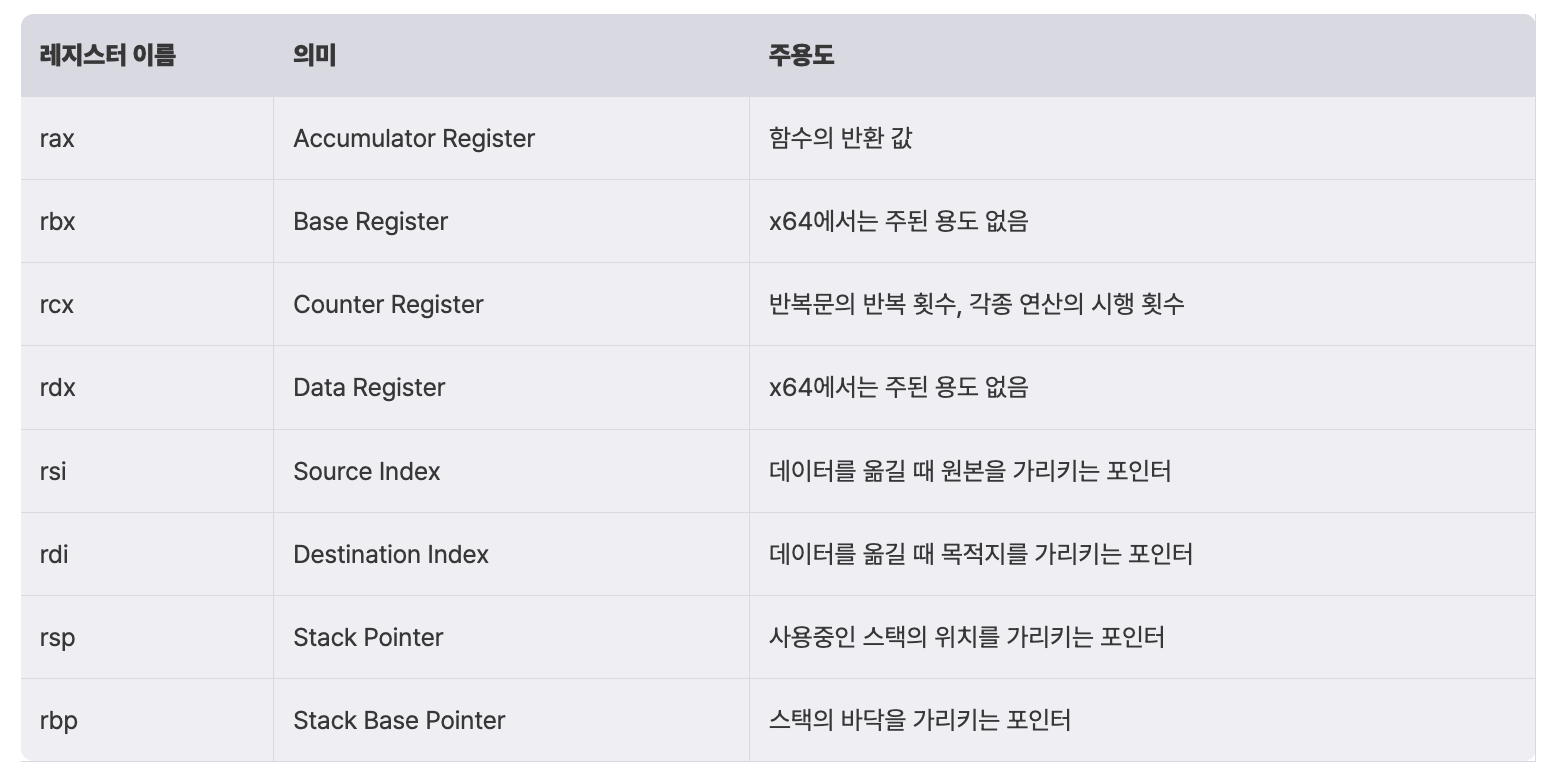 레지스터 이름 의미 주용도
rax Accumulator Register 함수의 반환 값
rbx Base Register x64에서는 주된 용도 없음
rcx Counter Register 반복문의 반복 횟수, 각종 연산의 시행 횟수
rdx Data Register x64에서는 주된 용도 없음
rsi Source Index 데이터를 옮길 때 원본을 가리키는 포인터
rdi Destination Index 데이터를 옮길 때 목적지를 가리키는 포인터
rsp Stack Pointer 사용중인 스택의 위치를 가리키는 포인터
rbp Stack Base Pointer 스택의 바닥을 가리키는 포인터